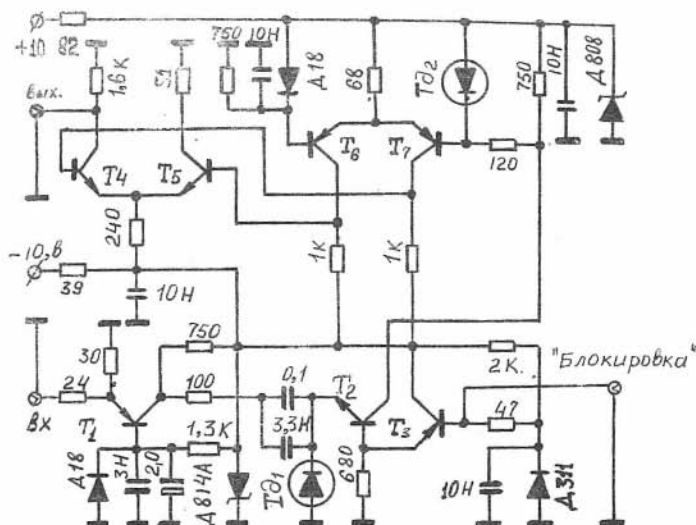 +10 82
вых.
1,6к
51
750
10Н
Д18
68
Тд2
750
10Н
Д808
Т4
Т5
Т6
Т7
120
240
-10,в
39
10Н
1к
1к
750
30
24
ВХ
Т1
100
0,1
3,3Н
Т2
Т3
2К.
"Блокировка"
47
Д18
3Н
2,0
1,3К
Д814А
Тд1
680
10Н
Д311